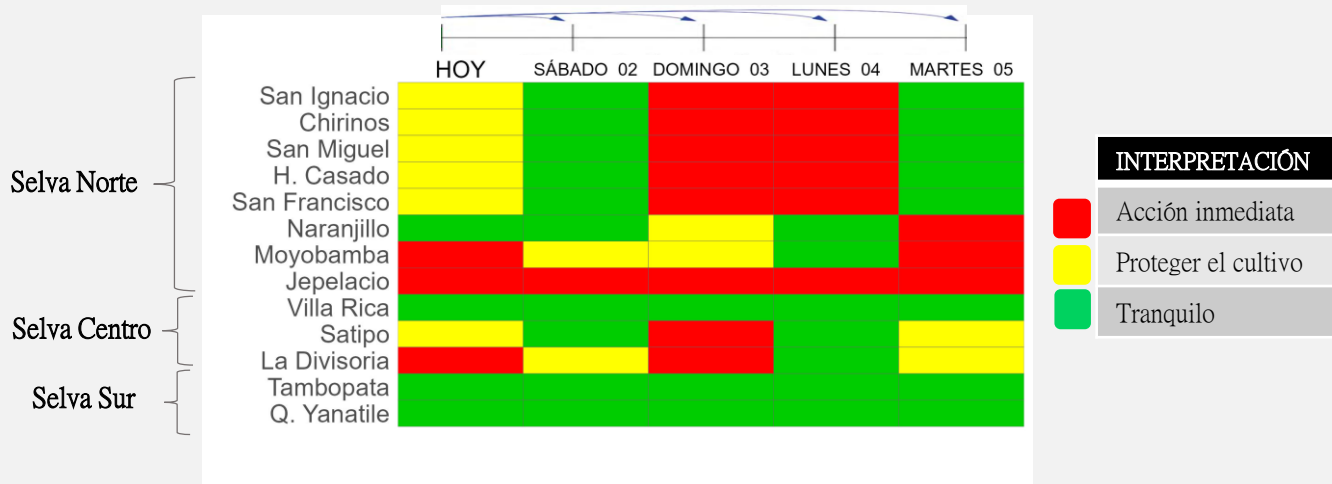 HOY SÁBADO 02 DOMINGO 03 LUNES 04 MARTES 05
San Ignacio
Chirinos
San Miguel
H. Casado
San Francisco
Naranjillo
Moyobamba
Jepelacio
Villa Rica
Satipo
La Divisoria
Tambopata
Q. Yanatile
Selva Norte
Selva Centro
Selva Sur
INTERPRETACIÓN
Acción inmediata
Proteger el cultivo
Tranquilo